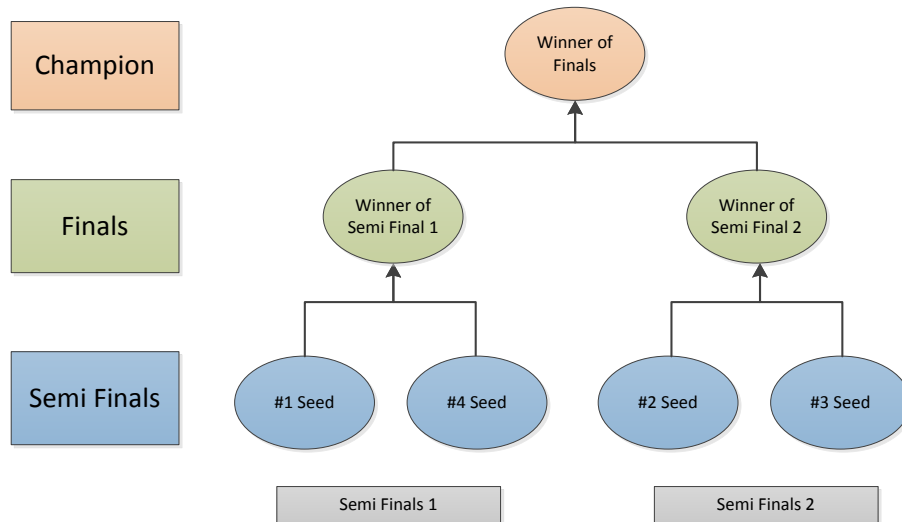 Champion
Winner of
Finals
Finals
Winner of
Semi Final 1
Winner of
Semi Final 2
Semi Finals
#1 Seed
#4 Seed
#2 Seed
#3 Seed
Semi Finals 1
Semi Finals 2